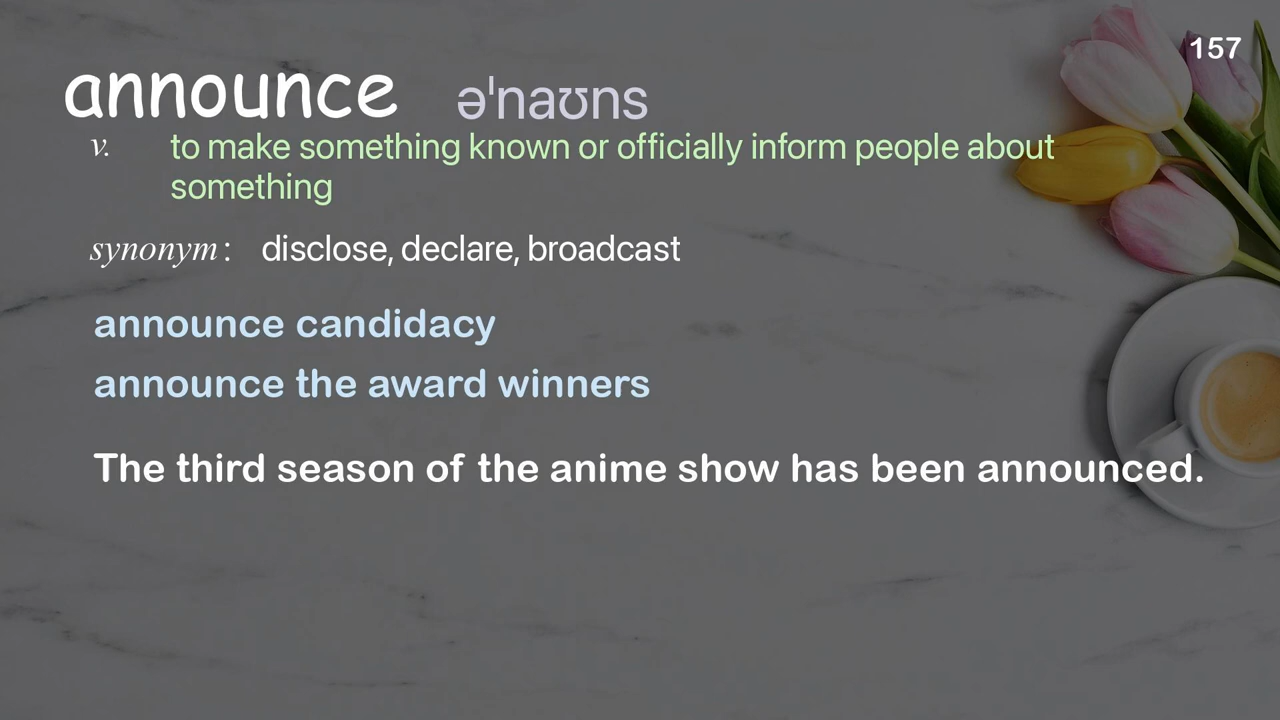 157
announce əˈnaʊns
v. to make something known or officially inform people about
something
synonym : disclose, declare, broadcast
announce candidacy
announce the award winners
The third season of the anime show has been announced.